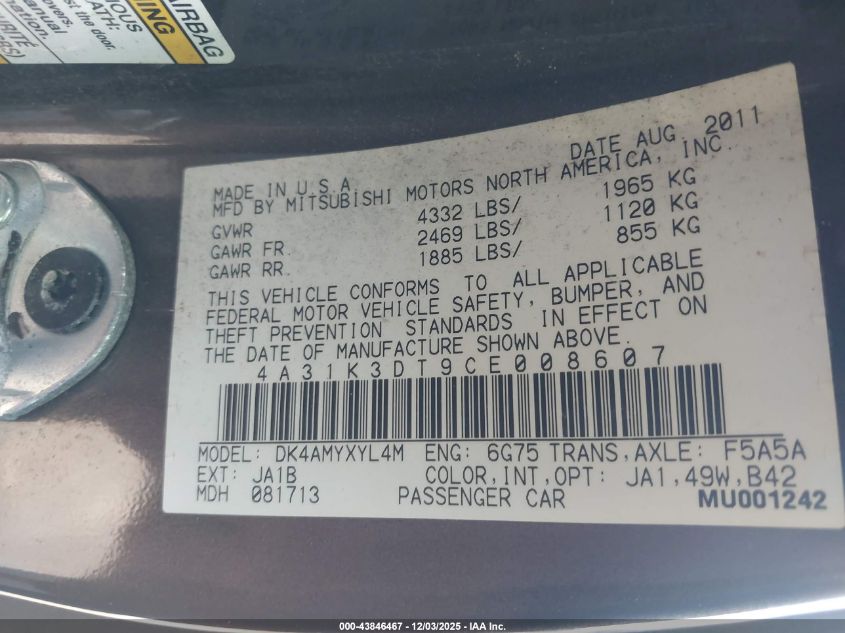 AIRBAG
DATE AUG 2011
MADE IN U.S.A
MFD BY MITSUBISHI MOTORS NORTH AMERICA, INC.
GVWR 4332 LBS/ 1965 KG
GAWR FR. 2469 LBS/ 1120 KG
GAWR RR. 1885 LBS/ 855 KG
THIS VEHICLE CONFORMS TO ALL APPLICABLE
FEDERAL MOTOR VEHICLE SAFETY, BUMPER, AND
THEFT PREVENTION STANDARDS IN EFFECT ON
THE DATE OF MANUFACTURE SHOWN ABOVE.
4A31K3DT9CE008607
MODEL: DK4AMYXYL4M ENG: 6G75 TRANS,AXLE: F5A5A
EXT: JA1B COLOR,INT,OPT: JA1,49W,B42
MDH 081713 PASSENGER CAR MU001242
000-43846467 - 12/03/2025 - IAA Inc.